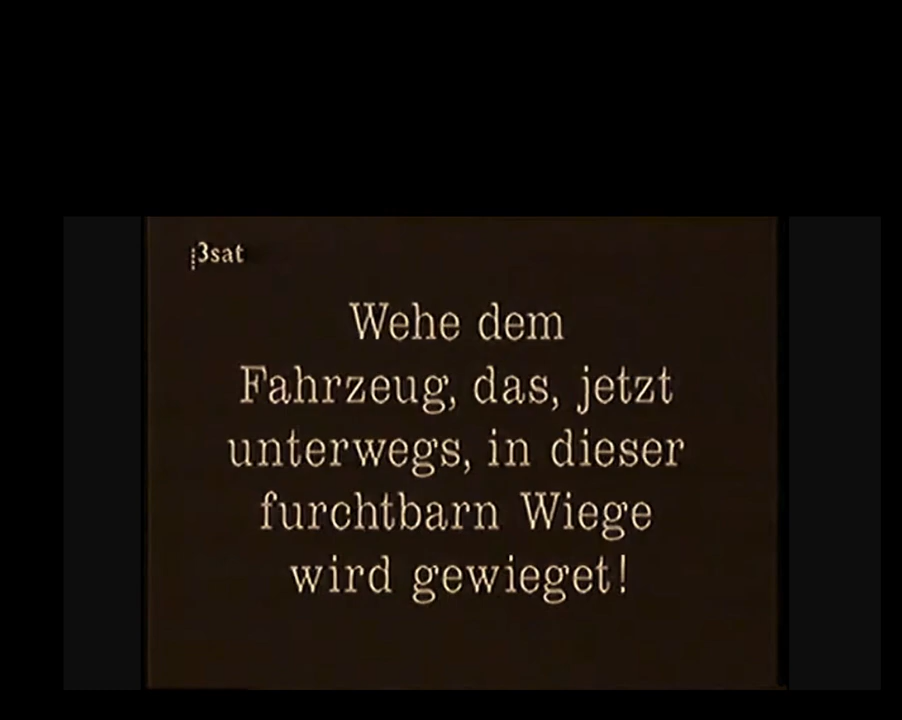 3sat
Wehe dem
Fahrzeug, das, jetzt
unterwegs, in dieser
furchtbarn Wiege
wird gewieget!